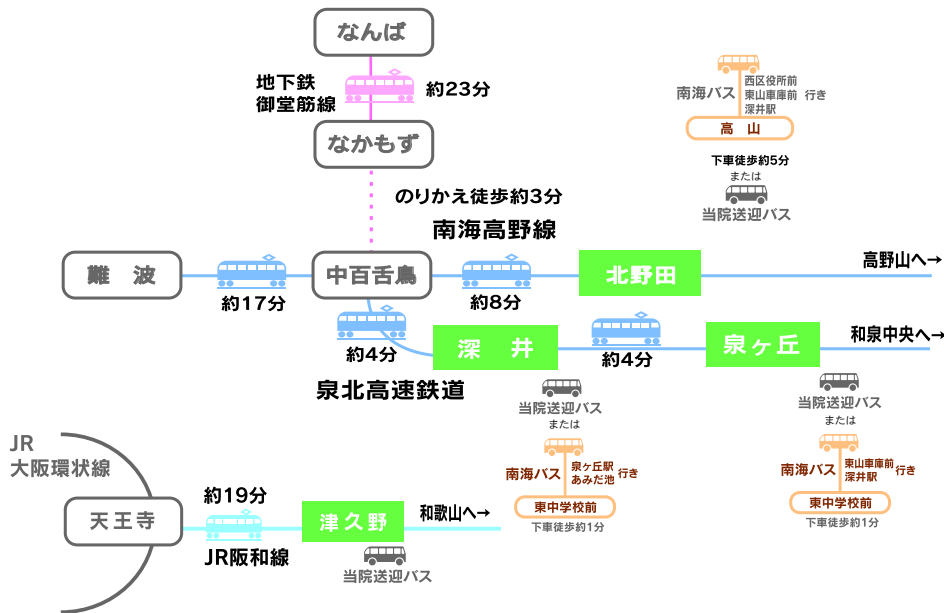 なんば
地下鉄
御堂筋線
約23分
なかもず
のりかえ徒歩約3分
南海高野線
南海バス
西区役所前
東山車庫前
深井駅
行き
高山
下車徒歩約5分
または
当院送迎バス
難波
約17分
中百舌鳥
約8分
北野田
高野山へ→
約4分
泉北高速鉄道
深井
約4分
泉ヶ丘
和泉中央へ→
当院送迎バス
または
南海バス
泉ヶ丘駅
あみだ池
行き
東中学校前
下車徒歩約1分
当院送迎バス
または
南海バス
東山車庫前
深井駅
行き
東中学校前
下車徒歩約1分
JR
大阪環状線
天王寺
約19分
JR阪和線
津久野
和歌山へ→
当院送迎バス